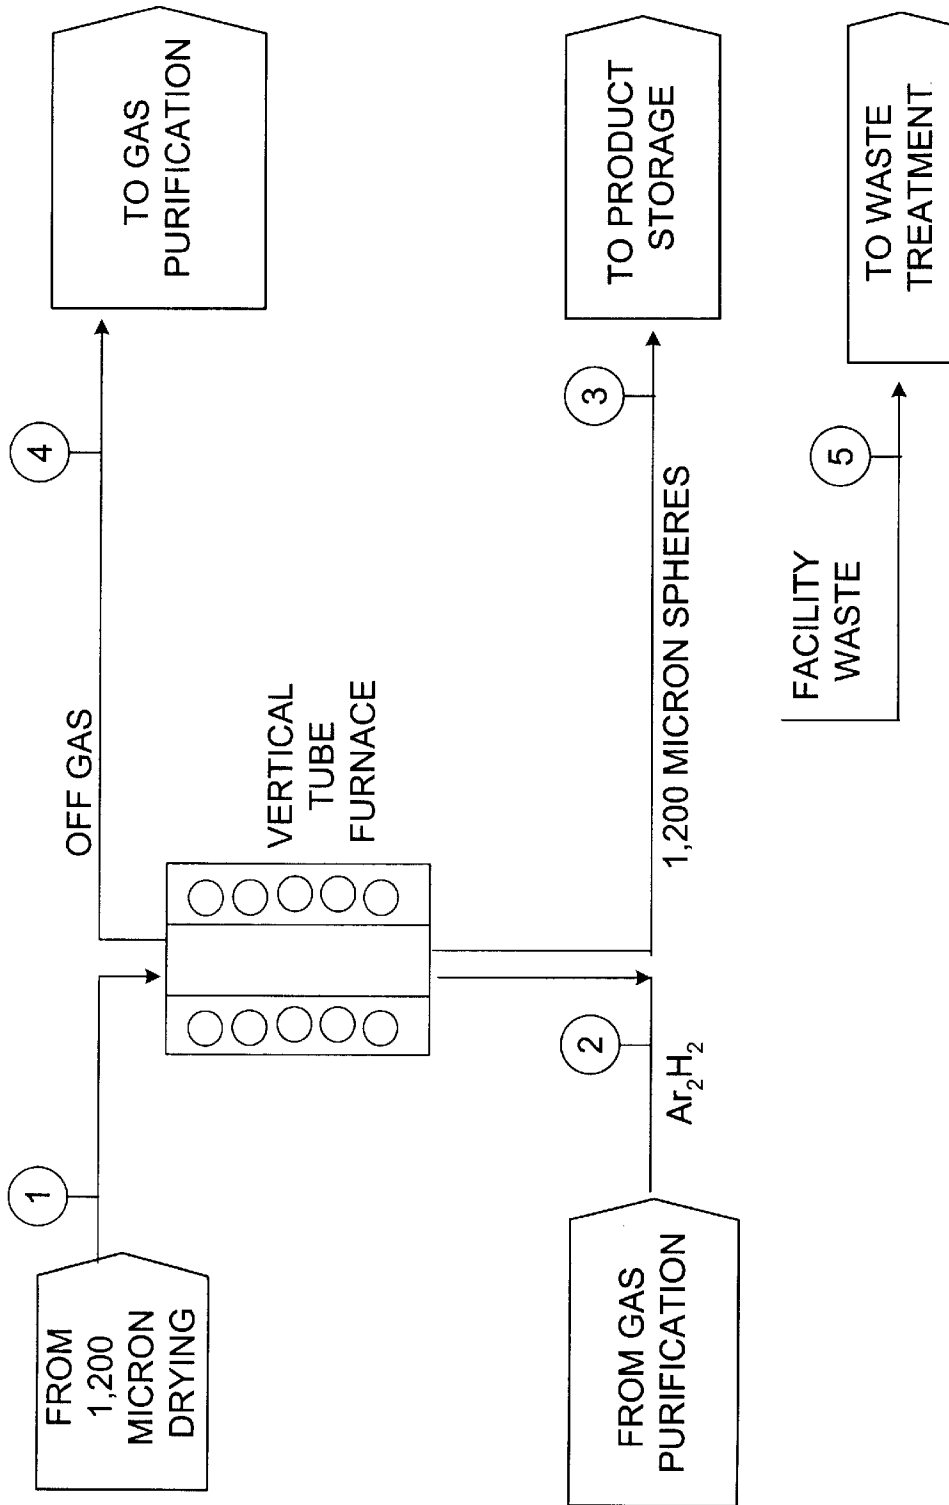 FROM
1,200
MICRON
DRYING
1
OFF GAS
4
TO GAS
PURIFICATION
VERTICAL
TUBE
FURNACE
FROM GAS
PURIFICATION
2
Ar₂H₂
1,200 MICRON SPHERES
3
TO PRODUCT
STORAGE
FACILITY
WASTE
5
TO WASTE
TREATMENT